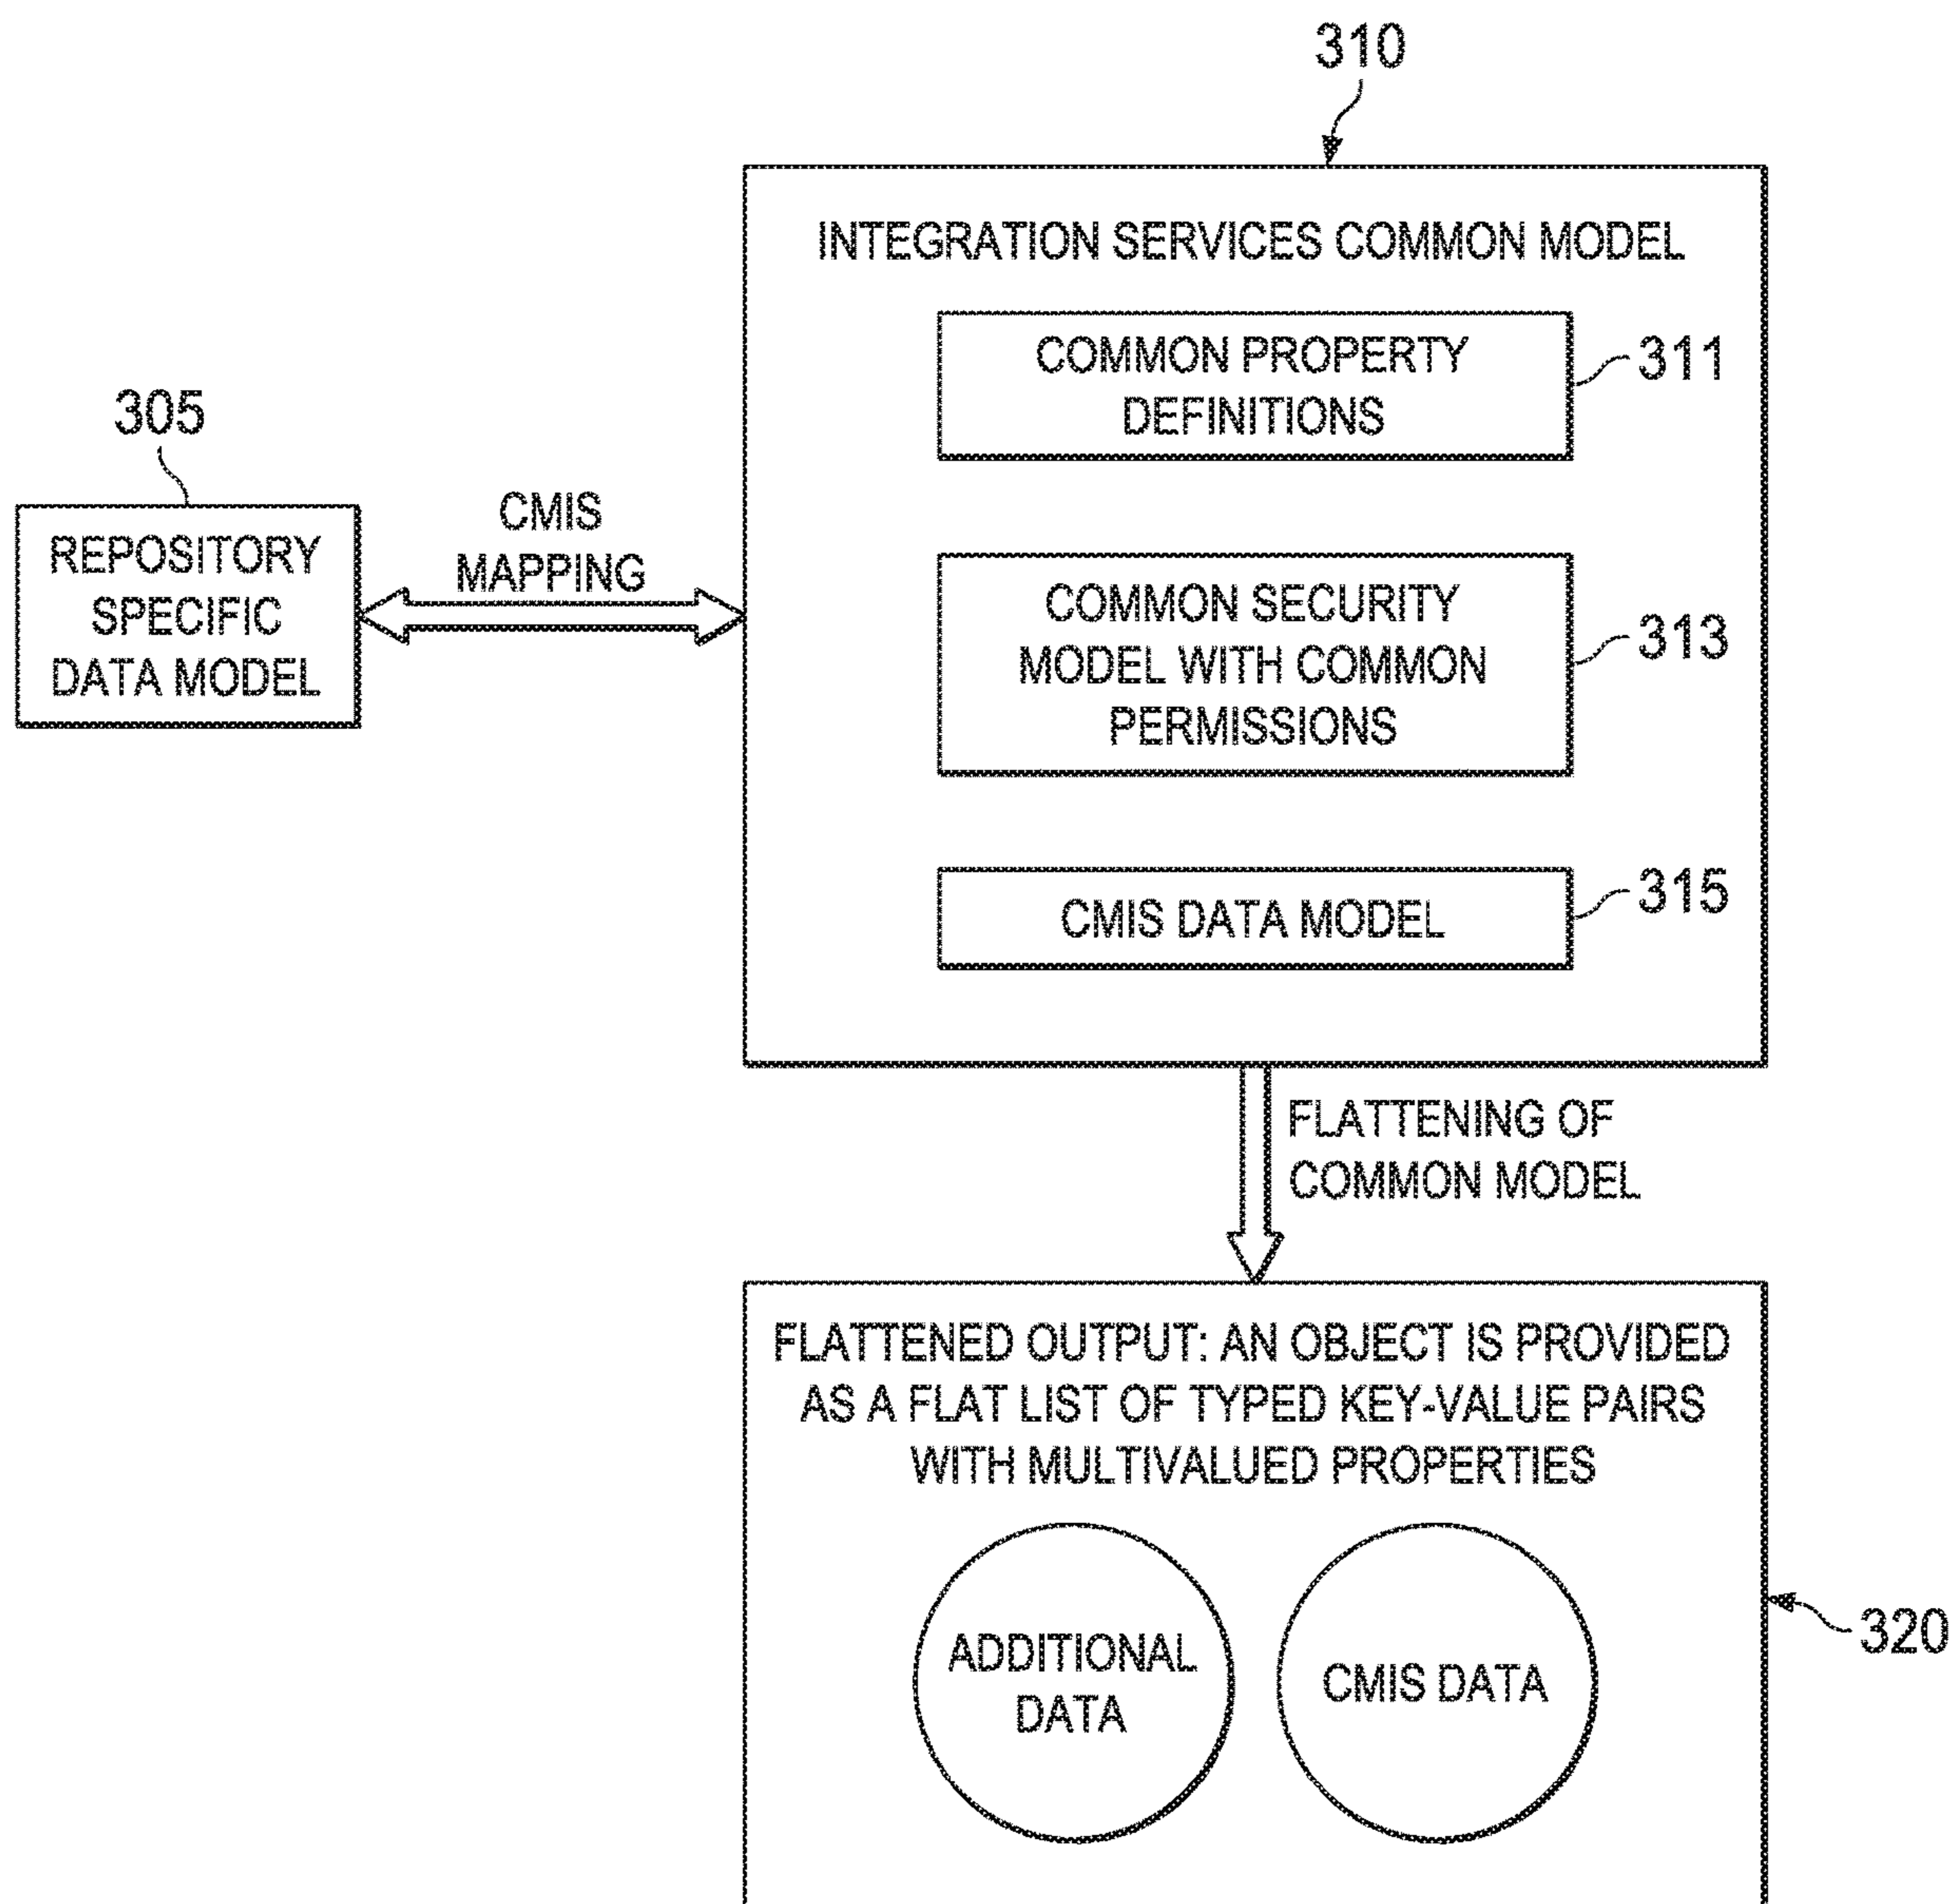 310
INTEGRATION SERVICES COMMON MODEL
COMMON PROPERTY
DEFINITIONS
311
305
REPOSITORY
SPECIFIC
DATA MODEL
CMIS
MAPPING
COMMON SECURITY
MODEL WITH COMMON
PERMISSIONS
313
CMIS DATA MODEL
315
FLATTENING OF
COMMON MODEL
FLATTENED OUTPUT: AN OBJECT IS PROVIDED
AS A FLAT LIST OF TYPED KEY-VALUE PAIRS
WITH MULTIVALUED PROPERTIES
ADDITIONAL
DATA
CMIS DATA
320